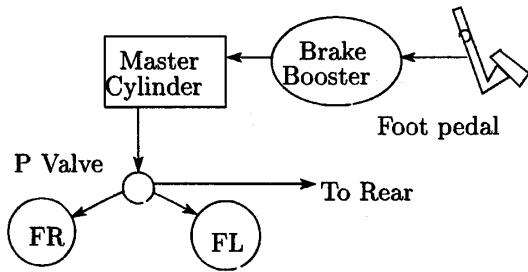 Master
Cylinder
Brake
Booster
Foot pedal
P Valve
To Rear
FR
FL